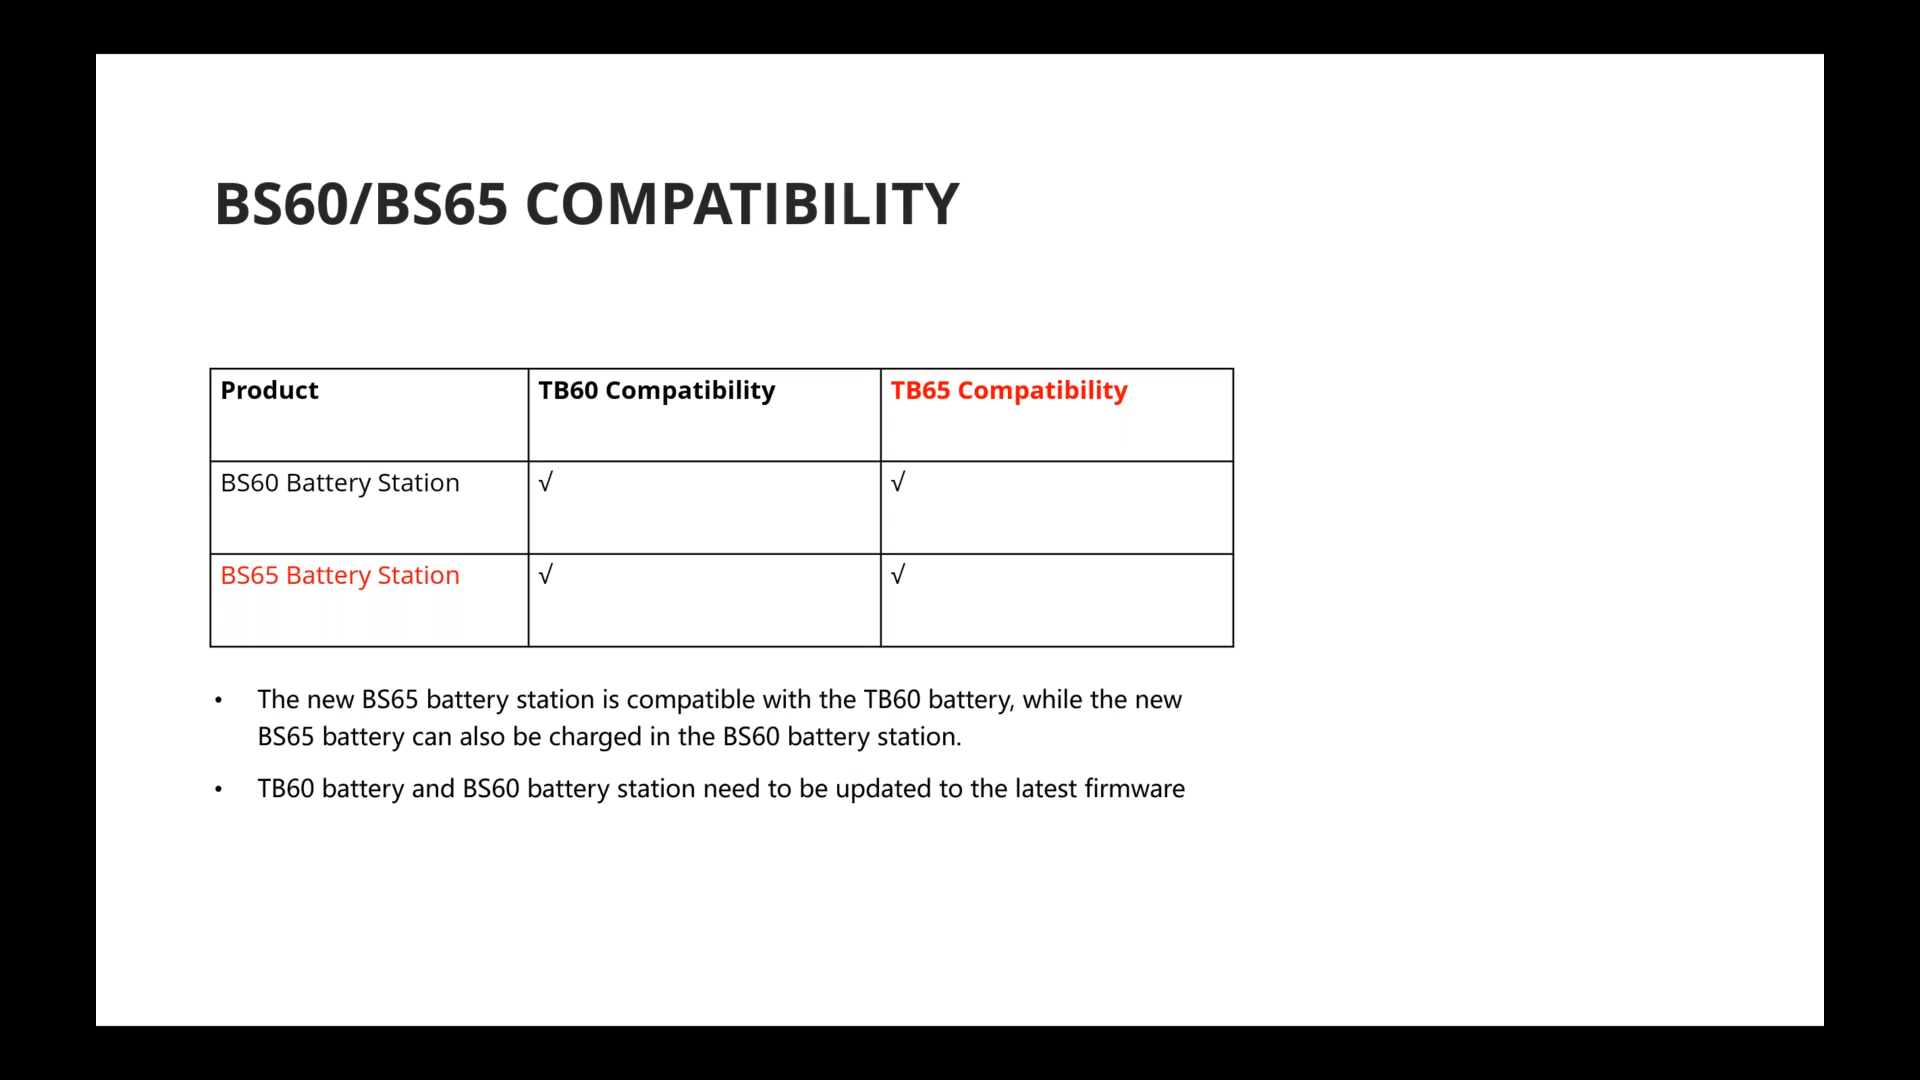 BS60/BS65 COMPATIBILITY
Product TB60 Compatibility TB65 Compatibility
BS60 Battery Station √ √
BS65 Battery Station √ √
• The new BS65 battery station is compatible with the TB60 battery, while the new
BS65 battery can also be charged in the BS60 battery station.
• TB60 battery and BS60 battery station need to be updated to the latest firmware